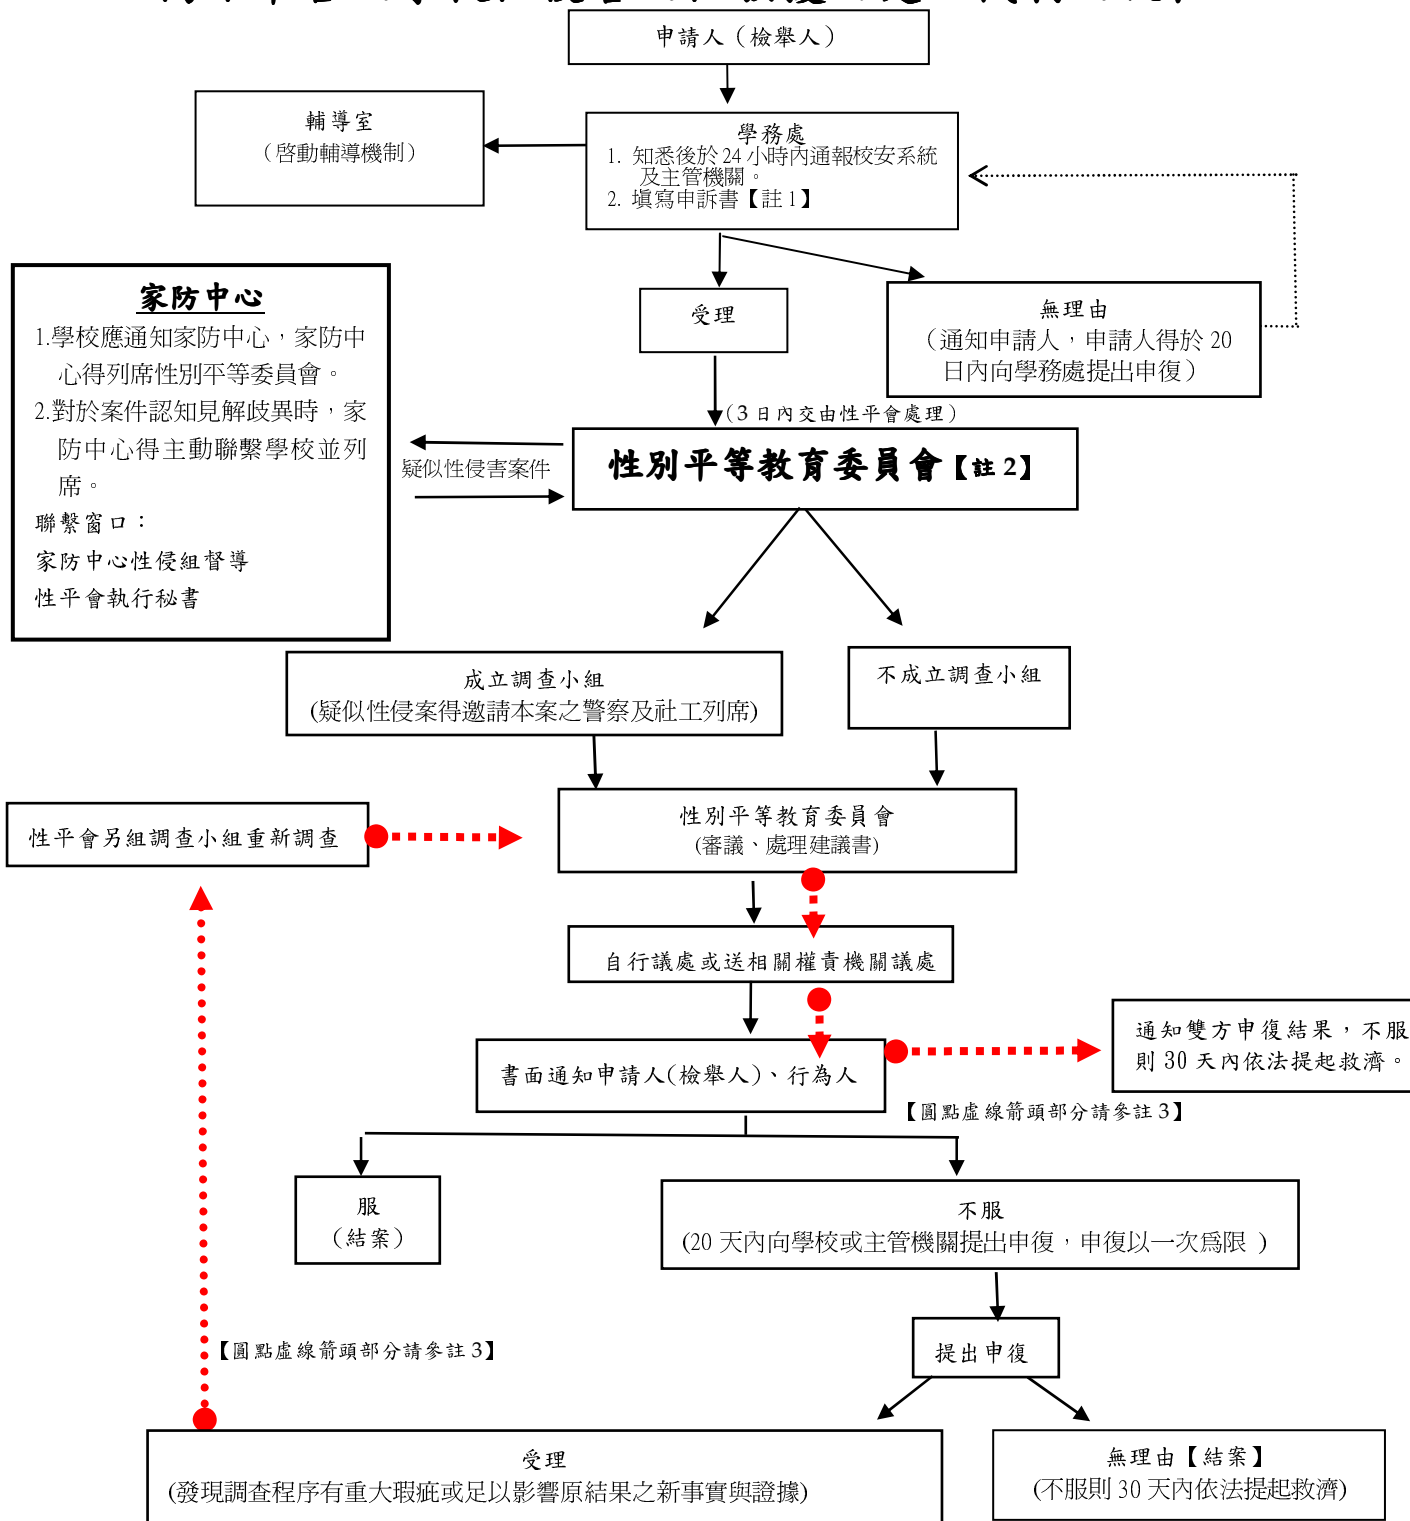 申請人（檢舉人）
輔導室
（啓動輔導機制）
學務處
1. 知悉後於 24 小時內通報校安系統
及主管機關。
2. 填寫申訴書【註 1】
家防中心
1.學校應通知家防中心，家防中
心得列席性別平等委員會。
2.對於案件認知見解歧異時，家
防中心得主動聯繫學校並列
席。
聯繫窗口：
家防中心性侵組督導
性平會執行秘書
受理
無理由
（通知申請人，申請人得於 20
日內向學務處提出申復）
（3 日內交由性平會處理）
疑似性侵害案件
性別平等教育委員會【註 2】
成立調查小組
(疑似性侵案得邀請本案之警察及社工列席)
不成立調查小組
性平會另組調查小組重新調查
性別平等教育委員會
(審議、處理建議書)
自行議處或送相關權責機關議處
書面通知申請人(檢舉人)、行為人
通知雙方申復結果，不服
則 30 天內依法提起救濟。
【圓點虛線箭頭部分請參註 3】
服
（結案）
不服
(20 天內向學校或主管機關提出申復，申復以一次爲限 )
【圓點虛線箭頭部分請參註 3】
提出申復
受理
(發現調查程序有重大瑕疵或足以影響原結果之新事實與證據)
無理由【結案】
(不服則 30 天內依法提起救濟)